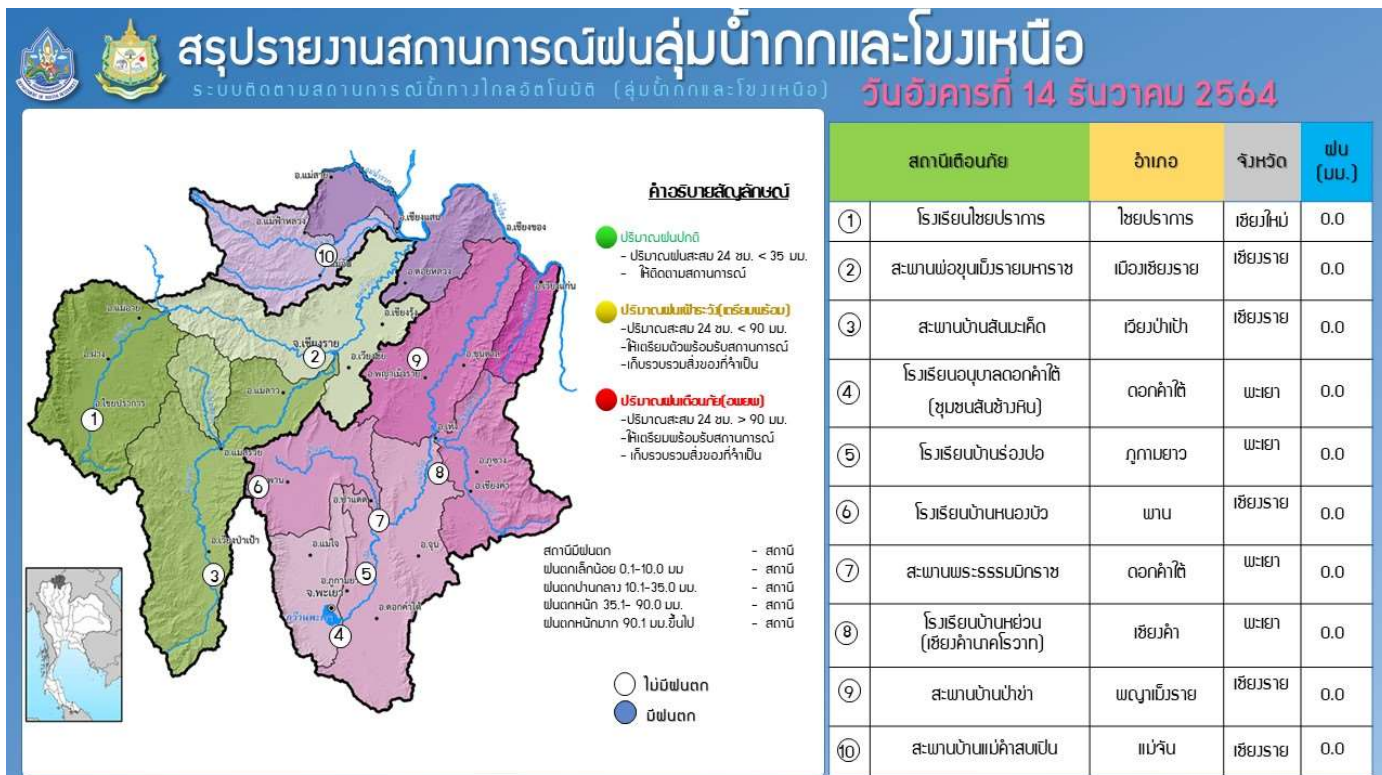 สรุปรายงานสถานการณ์ฝนลุ่มน้ำกกและโขงเหนือ
ระบบติดตามสถานการณ์น้ำทางไกลอัตโนมัติ (ลุ่มน้ำกกและโขงเหนือ)
วันอังคารที่ 14 ธันวาคม 2564
อ.แม่สาย
อ.แม่ฟ้าหลวง
อ.เชียงแสน
อ.เชียงของ
10
อ.ดอยหลวง
อ.เวียงแก่น
อ.แม่อาย
อ.เชียงรุ้ง
จ.เชียงราย
2
อ.ฝาง
9
อ.ขุนตาล
อ.พญาเม็งราย
อ.แม่ลาว
อ.ไชยปราการ
1
อ.เทิง
อ.แม่สรวย
8
อ.ภูซาง
อ.เชียงคำ
6
7
อ.เวียงป่าเป้า
อ.แม่ใจ
อ.จุน
3
5
จ.พะเยา
อ.ดอกคำใต้
4
คำอธิบายสัญลักษณ์
ปริมาณฝนปกติ
- ปริมาณฝนสะสม 24 ชม. < 35 มม.
- ให้ติดตามสถานการณ์
ปริมาณฝนเฝ้าระวัง(เตรียมพร้อม)
-ปริมาณสะสม 24 ชม. < 90 มม.
-ให้เตรียมตัวพร้อมรับสถานการณ์
-เก็บรวบรวมสิ่งของที่จำเป็น
ปริมาณฝนเตือนภัย(อพยพ)
-ปริมาณสะสม 24 ชม. > 90 มม.
-ให้เตรียมพร้อมรับสถานการณ์
- เก็บรวบรวมสิ่งของที่จำเป็น
สถานีมีฝนตก - สถานี
ฝนตกเล็กน้อย 0.1-10.0 มม - สถานี
ฝนตกปานกลาง 10.1-35.0 มม. - สถานี
ฝนตกหนัก 35.1- 90.0 มม. - สถานี
ฝนตกหนักมาก 90.1 มม.ขึ้นไป - สถานี
ไม่มีฝนตก
มีฝนตก
สถานีเตือนภัย อำเภอ จังหวัด ฝน (มม.)
1 โรงเรียนไชยปราการ ไชยปราการ เชียงใหม่ 0.0
2 สะพานพ่อขุนเม็งรายมหาราช เมืองเชียงราย เชียงราย 0.0
3 สะพานบ้านสันมะเค็ด เวียงป่าเป้า เชียงราย 0.0
4 โรงเรียนอนุบาลดอกคำใต้ (ชุมชนสันช้างหิน) ดอกคำใต้ พะเยา 0.0
5 โรงเรียนบ้านร่องปอ ภูกามยาว พะเยา 0.0
6 โรงเรียนบ้านหนองบัว พาน เชียงราย 0.0
7 สะพานพระธรรมมิกราช ดอกคำใต้ พะเยา 0.0
8 โรงเรียนบ้านหย่วน (เชียงคำนาคโรวาท) เชียงคำ พะเยา 0.0
9 สะพานบ้านป่าข่า พญาเม็งราย เชียงราย 0.0
10 สะพานบ้านแม่คำสบเปิน แม่จัน เชียงราย 0.0